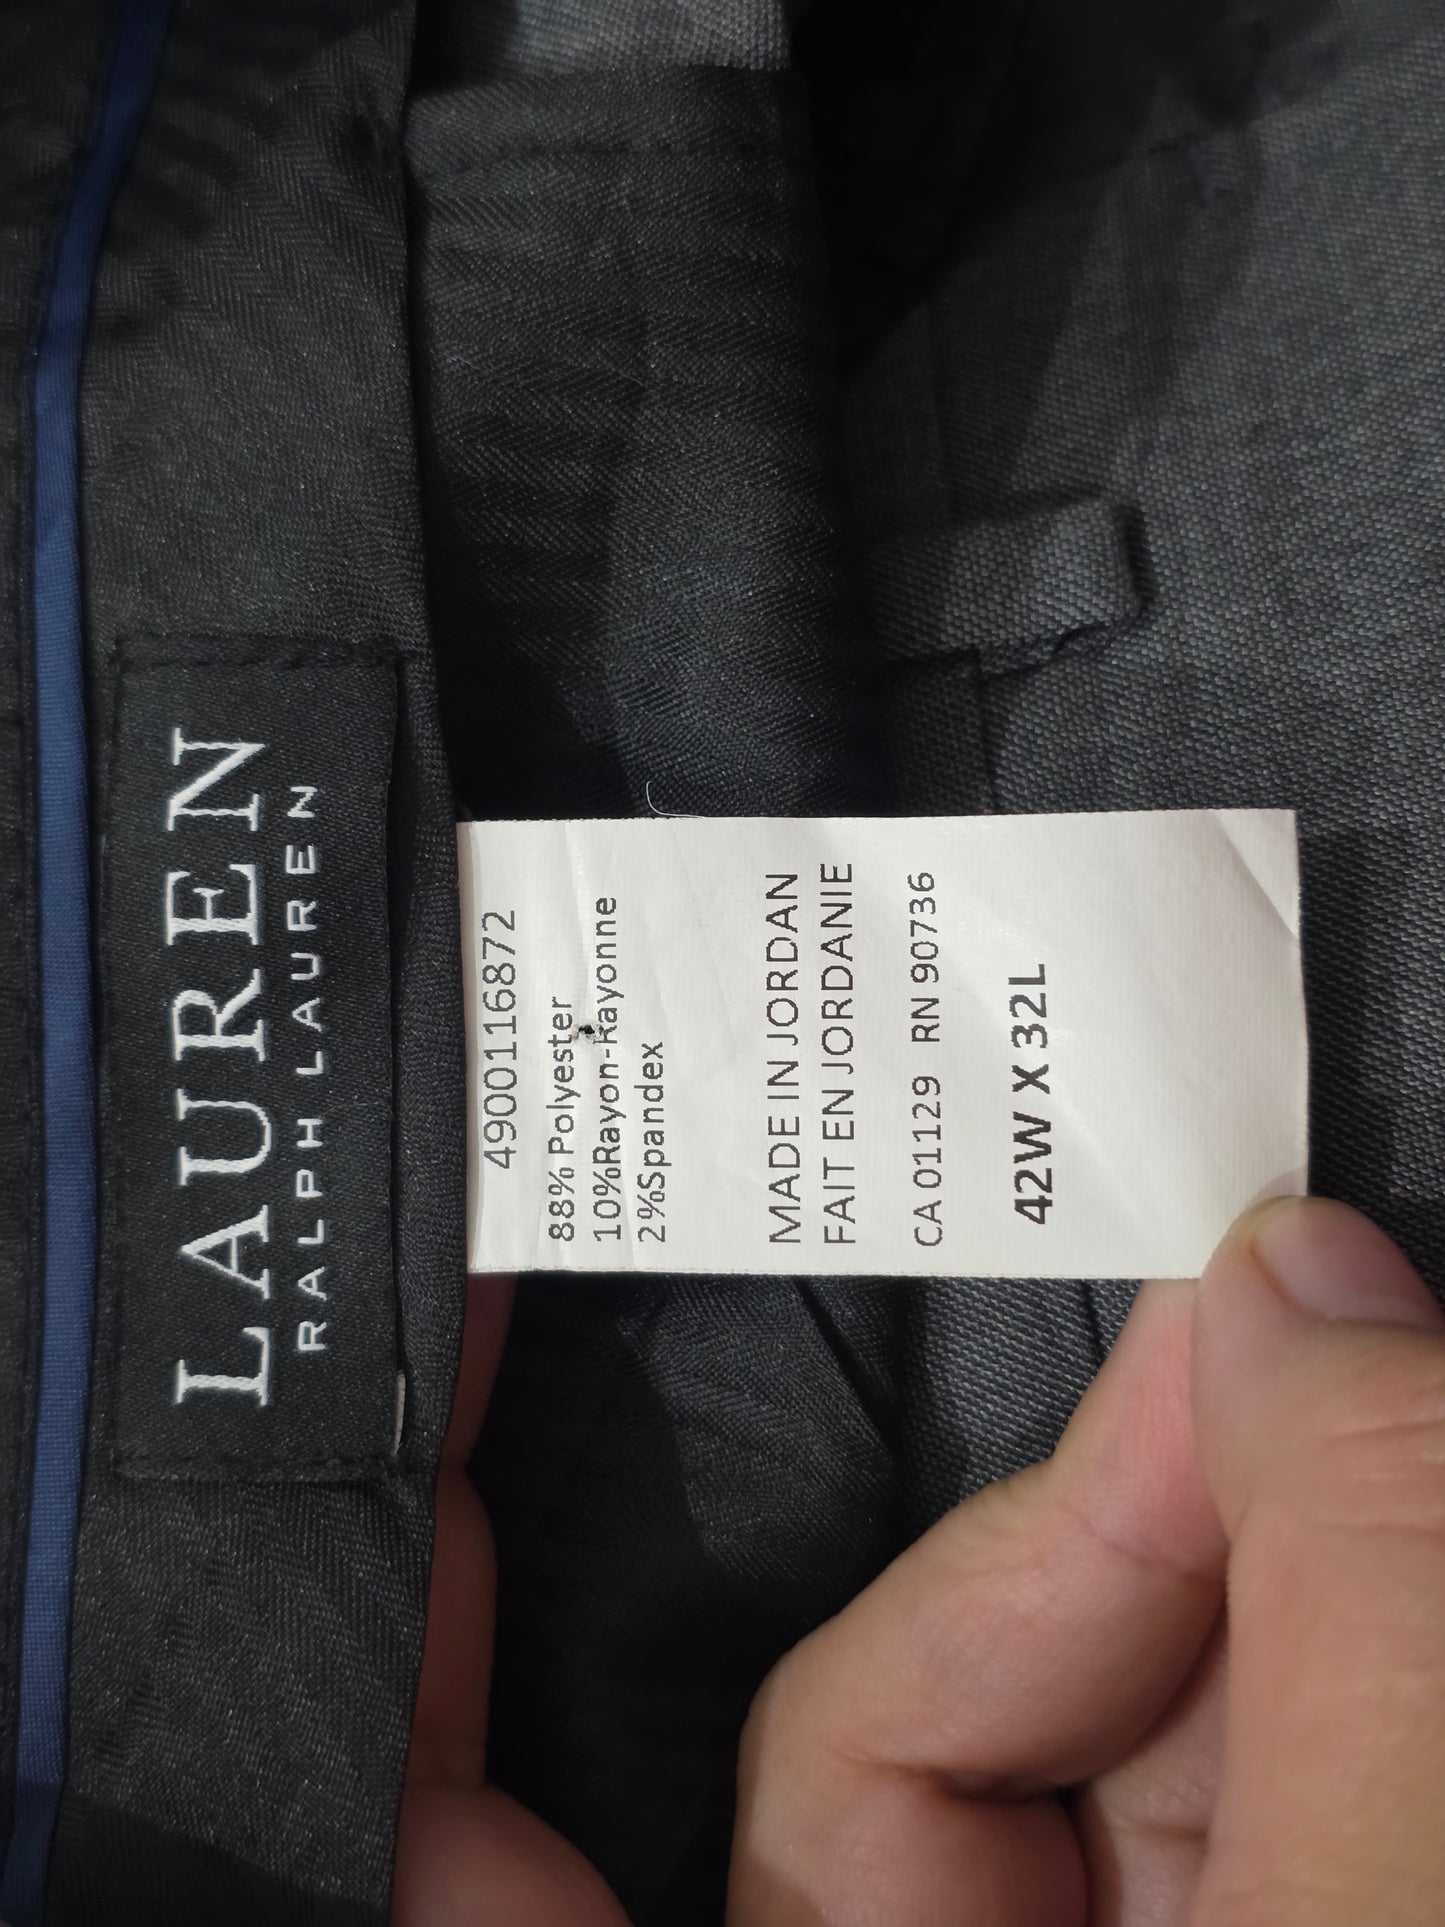 LAUREN
RALPH LAUREN
490116872
88% Polyester
10%Rayon-Rayonne
2%Spandex
MADE IN JORDAN
FAIT EN JORDANIE
CA 01129 RN 90736
42W X 32L